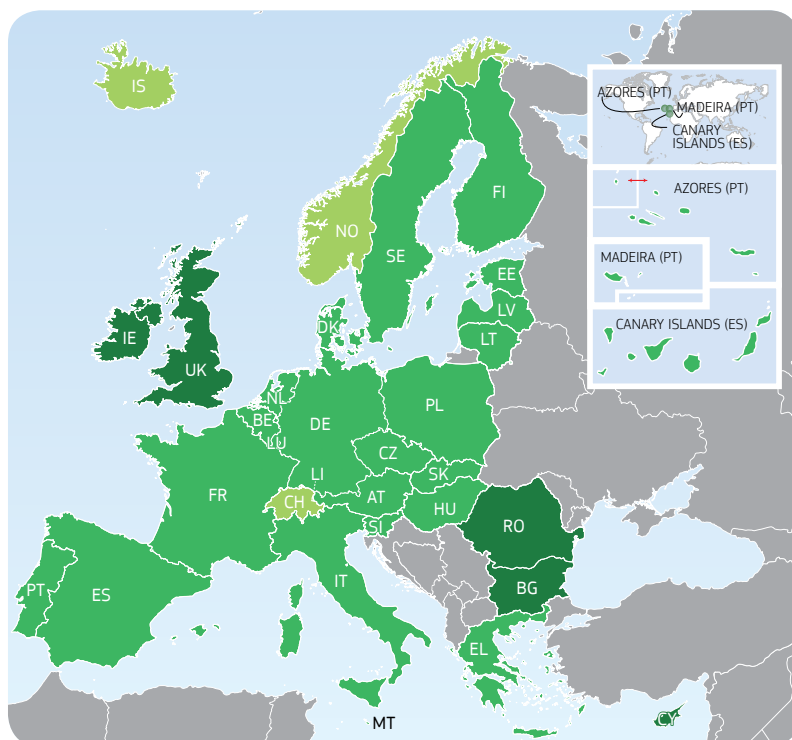 IS
AZORES (PT)
MADEIRA (PT)
CANARY
ISLANDS (ES)
AZORES (PT)
FI
NO
SE
MADEIRA (PT)
EE
LV
CANARY ISLANDS (ES)
DK
IE
LT
UK
NL
PL
BE
DE
LU
CZ
LI
SK
FR
CH
AT
HU
SI
RO
IT
BG
PT
ES
EL
MT
CY